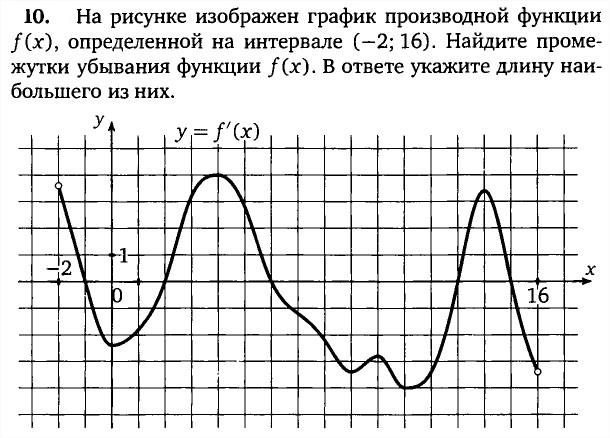 10. На рисунке изображен график производной функции
f(x), определенной на интервале (−2; 16). Найдите проме-
жутки убывания функции f(x). В ответе укажите длину наи-
большего из них.
y
y = f′(x)
−2
1
x
0
16